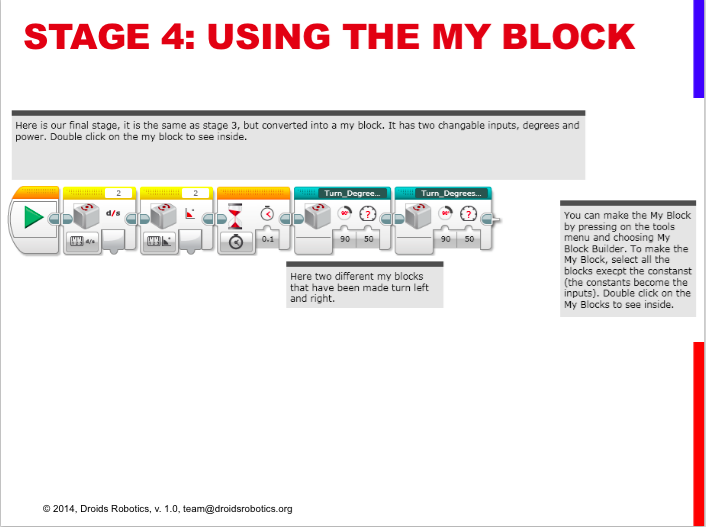 STAGE 4: USING THE MY BLOCK
Here is our final stage, it is the same as stage 3, but converted into a my block. It has two changable inputs, degrees and
power. Double click on the my block to see inside.
2
2
Turn_Degree...
Turn_Degrees...
d/s
90°
?
90°
?
d/s
0.1
90 50
90 50
You can make the My Block
by pressing on the tools
menu and choosing My
Block Builder. To make the
My Block, select all the
blocks execpt the constanst
(the constants become the
inputs). Double click on the
My Blocks to see inside.
Here two different my blocks
that have been made turn left
and right.
© 2014, Droids Robotics, v. 1.0, team@droidsrobotics.org